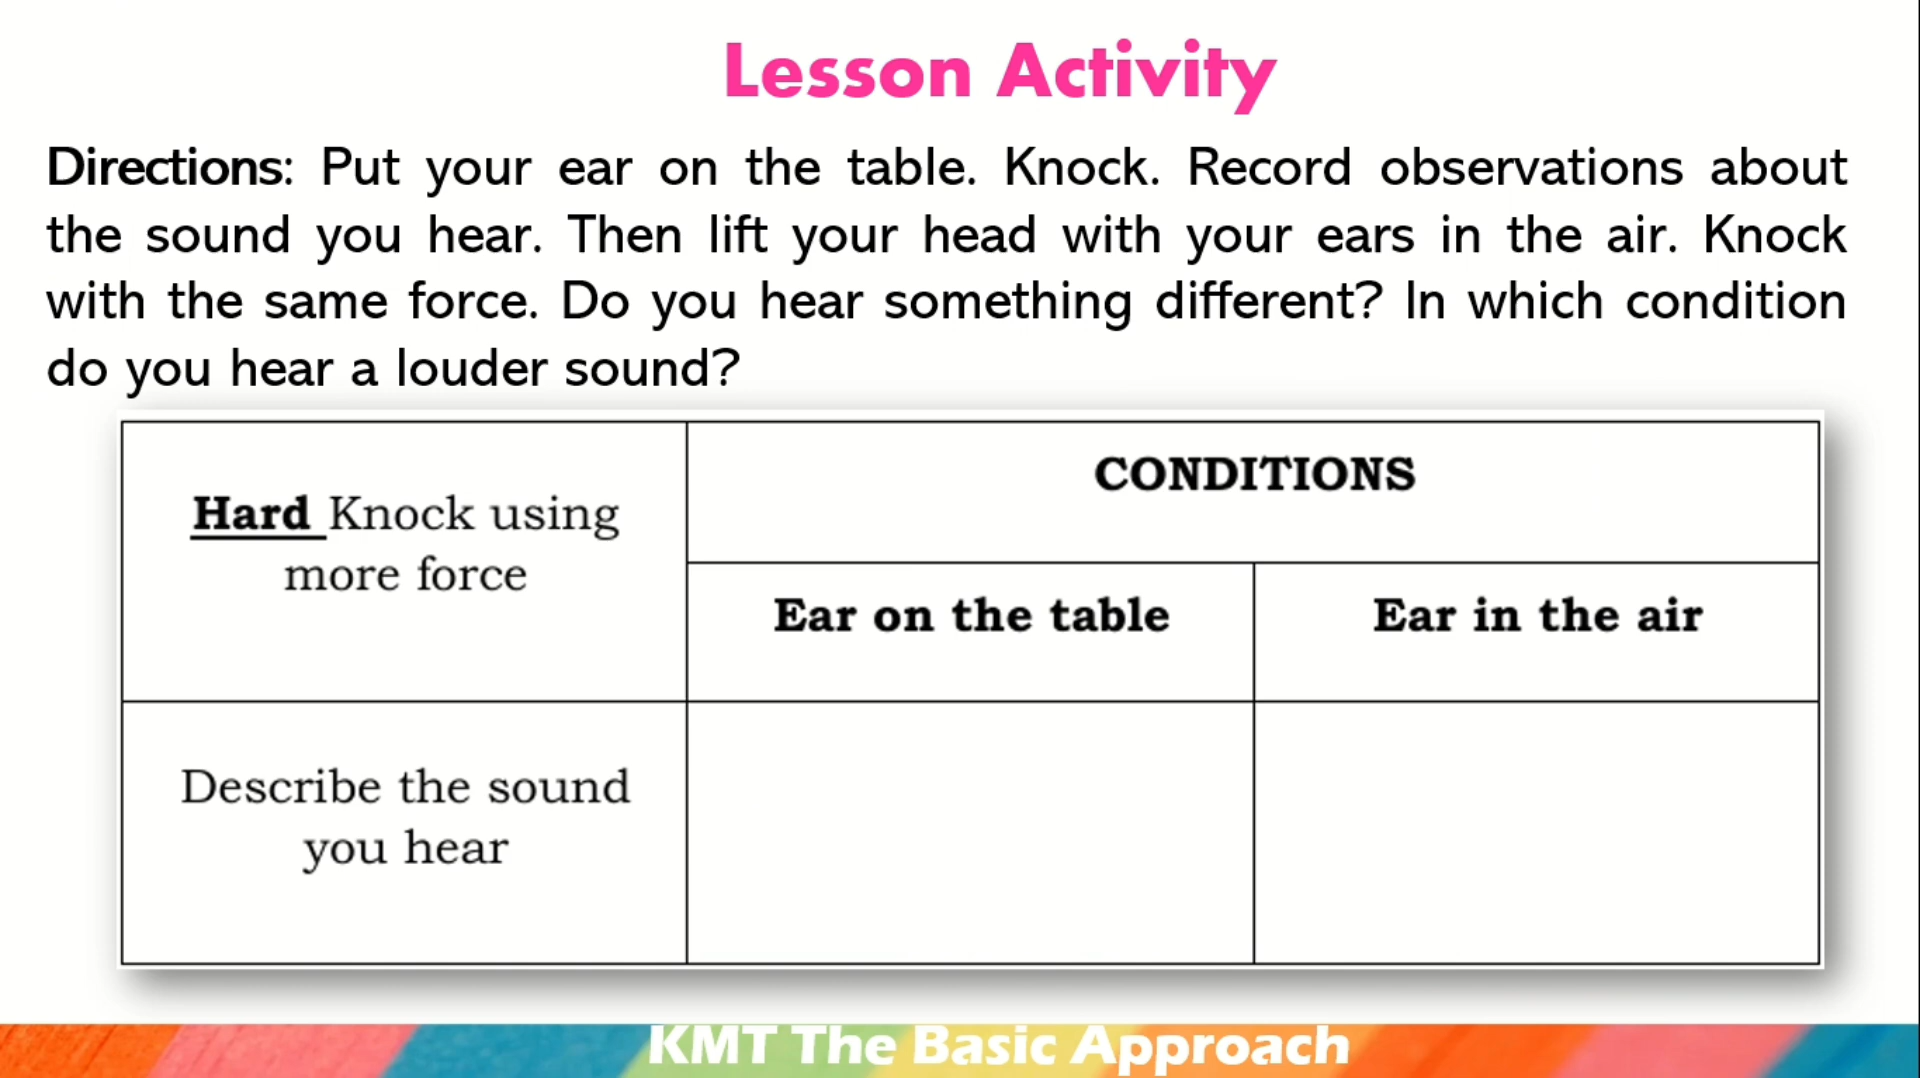 Lesson Activity
Directions: Put your ear on the table. Knock. Record observations about
the sound you hear. Then lift your head with your ears in the air. Knock
with the same force. Do you hear something different? In which condition
do you hear a louder sound?
Hard Knock using
more force
CONDITIONS
Ear on the table
Ear in the air
Describe the sound
you hear
KMT The Basic Approach